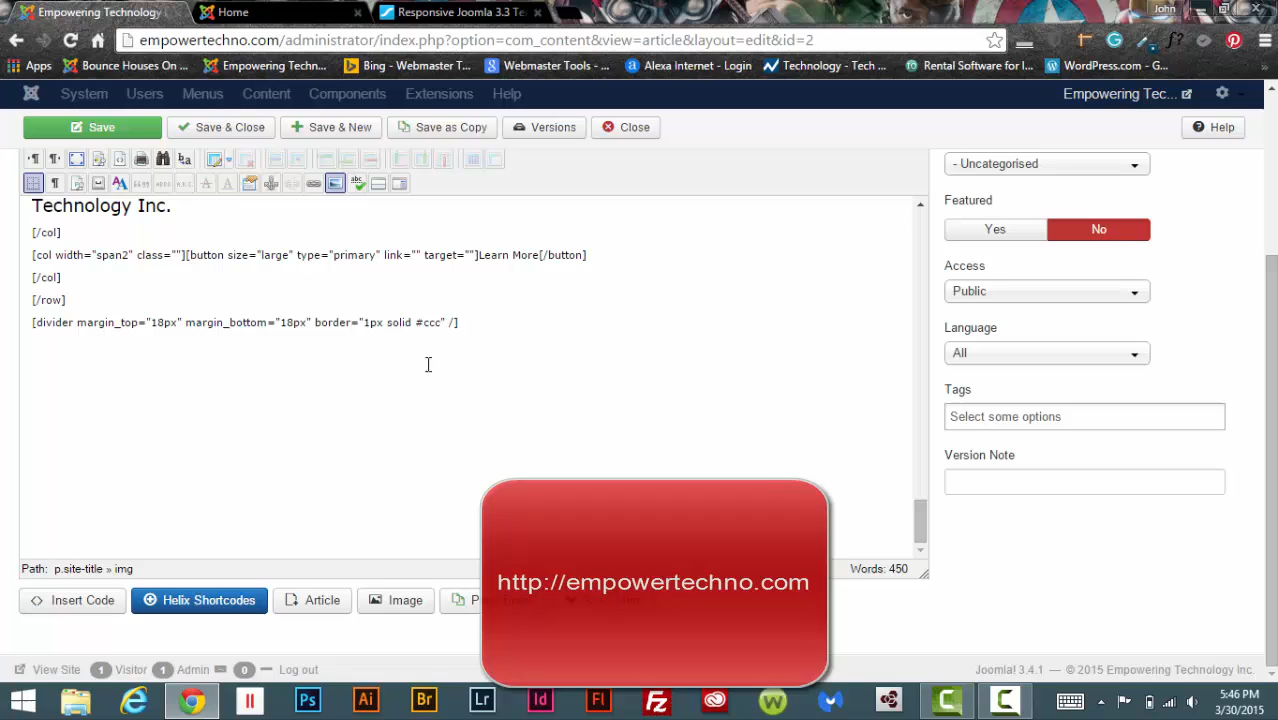 Empowering Technology
Home
Responsive Joomla 3.3 Te
John
empowertechno.com/administrator/index.php?option=com_content&view=article&layout=edit&id=2
Apps
Bounce Houses On ...
Empowering Techn...
Bing - Webmaster T...
Webmaster Tools - ...
Alexa Internet - Login
Technology - Tech ...
Rental Software for I...
WordPress.com - G...
System Users Menus Content Components Extensions Help
Empowering Tec...
Save
Save & Close
Save & New
Save as Copy
Versions
Close
Help
Technology Inc.
[/col]
[col width="span2" class=""][button size="large" type="primary" link="" target=""]Learn More[/button]
[/col]
[/row]
[divider margin_top="18px" margin_bottom="18px" border="1px solid #ccc" /]
- Uncategorised
Featured
Yes
No
Access
Public
Language
All
Tags
Select some options
Version Note
Path: p.site-title » img
Words: 450
Insert Code
Helix Shortcodes
Article
Image
http://empowertechno.com
View Site
1 Visitor
1 Admin
0
Log out
Joomla! 3.4.1 — © 2015 Empowering Technology Inc.
Ps
Ai
Br
Lr
Id
Fl
Fz
5:46 PM
3/30/2015